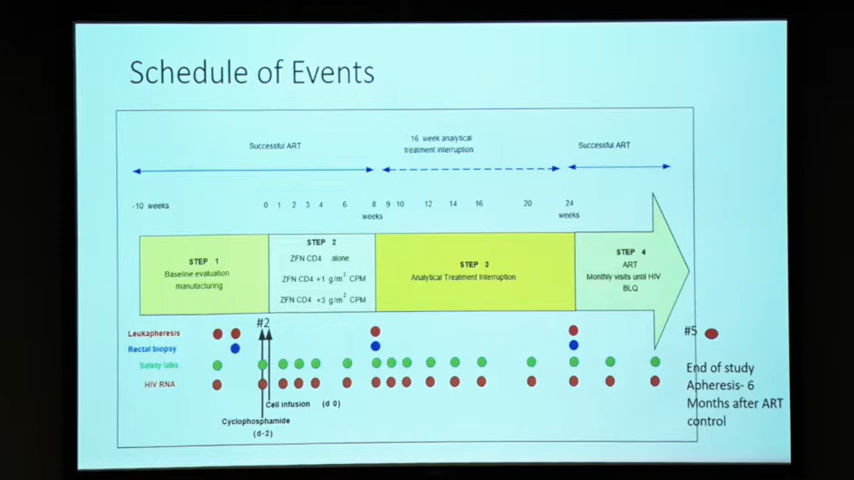 Schedule of Events
Successful ART
16 week analytical
treatment interruption
Successful ART
-10 weeks 0 1 2 3 4 6 8 9 10 12 14 16 20 24
weeks weeks
STEP 1
Baseline evaluation
manufacturing
STEP 2
ZFN CD4 alone
ZFN CD4 +1 g/m² CPM
ZFN CD4 +3 g/m² CPM
STEP 3
Analytical Treatment Interruption
STEP 4
ART
Monthly visits until HIV
BLQ
#2
Leukapheresis
Rectal biopsy
Safety labs
HIV RNA
Cell infusion (d 0)
Cyclophosphamide
(d-2)
#5
End of study
Apheresis- 6
Months after ART
control